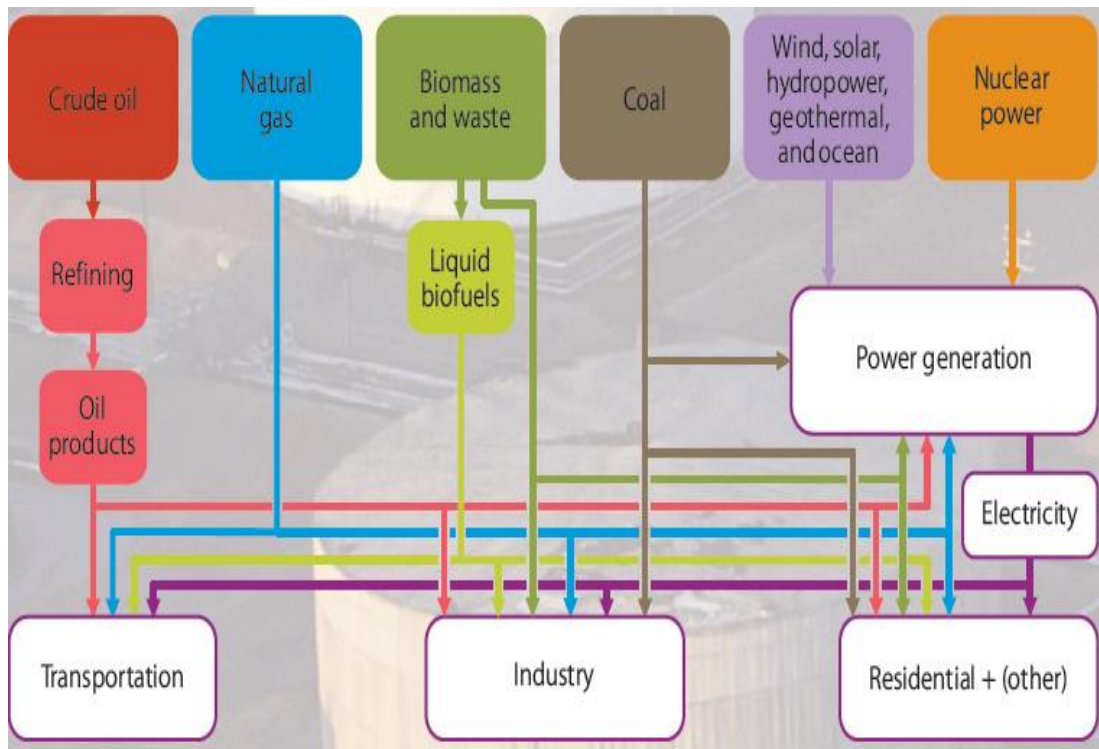 Crude oil
Natural
gas
Biomass
and waste
Coal
Wind, solar,
hydropower,
geothermal,
and ocean
Nuclear
power
Refining
Liquid
biofuels
Power generation
Oil
products
Electricity
Transportation
Industry
Residential + (other)